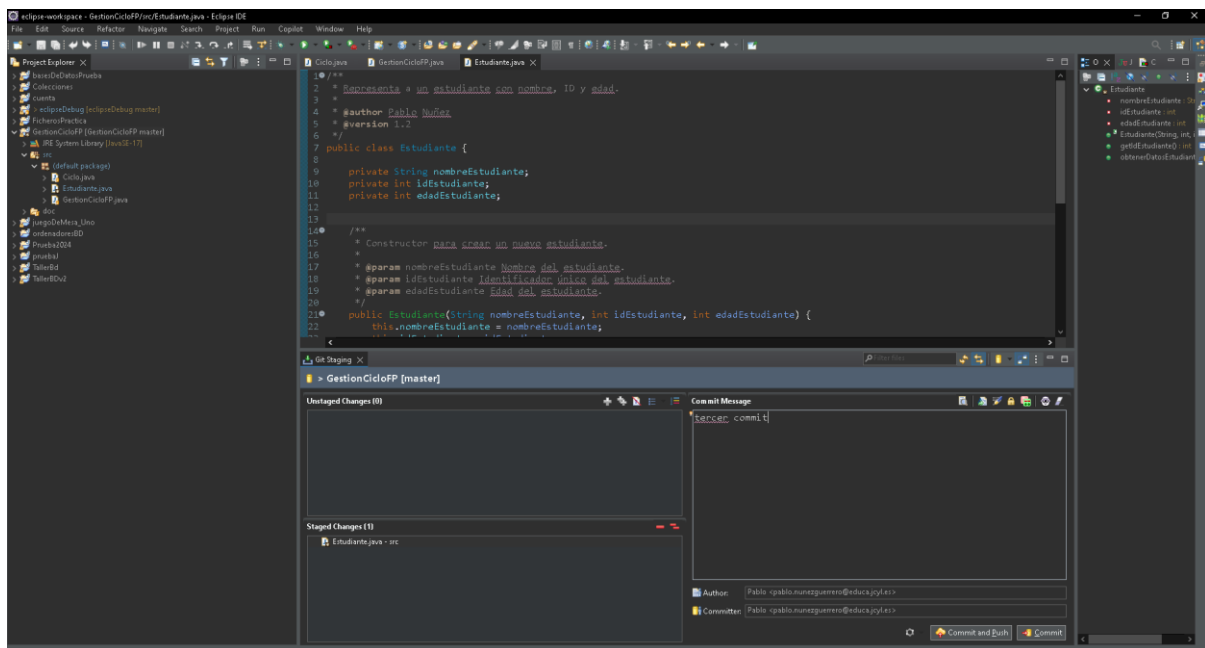 eclipse-workspace - GestionCicloFP/src/Estudiante.java - Eclipse IDE
File Edit Source Refactor Navigate Search Project Run Copilot Window Help
Project Explorer
basesDeDatosPrueba
Colecciones
cuenta
> eclipseDebug [eclipseDebug master]
FicherosPractica
GestionCicloFP [GestionCicloFP master]
JRE System Library [JavaSE-17]
src
(default package)
Ciclo.java
Estudiante.java
GestionCicloFP.java
doc
juegoDeMesa_Uno
ordenadoresBD
Prueba2024
pruebaJ
TallerBd
TallerBDv2
Ciclo.java GestionCicloFP.java Estudiante.java
1 /**
2 * Representa a un estudiante con nombre, ID y edad.
3 *
4 * @author Pablo Nuñez
5 * @version 1.2
6 */
7 public class Estudiante {
8
9 private String nombreEstudiante;
10 private int idEstudiante;
11 private int edadEstudiante;
12
13
14 /**
15 * Constructor para crear un nuevo estudiante.
16 *
17 * @param nombreEstudiante Nombre del estudiante.
18 * @param idEstudiante Identificador único del estudiante.
19 * @param edadEstudiante Edad del estudiante.
20 */
21 public Estudiante(String nombreEstudiante, int idEstudiante, int edadEstudiante) {
22 this.nombreEstudiante = nombreEstudiante;
Estudiante
nombreEstudiante : St
idEstudiante : int
edadEstudiante : int
Estudiante(String, int, i
getIdEstudiante() : int
obtenerDatosEstudiant
Git Staging
> GestionCicloFP [master]
Unstaged Changes (0)
Staged Changes (1)
Estudiante.java - src
Commit Message
tercer commit
Author: Pablo <pablo.nunezguerrero@educa.jcyl.es>
Committer: Pablo <pablo.nunezguerrero@educa.jcyl.es>
Commit and Push Commit